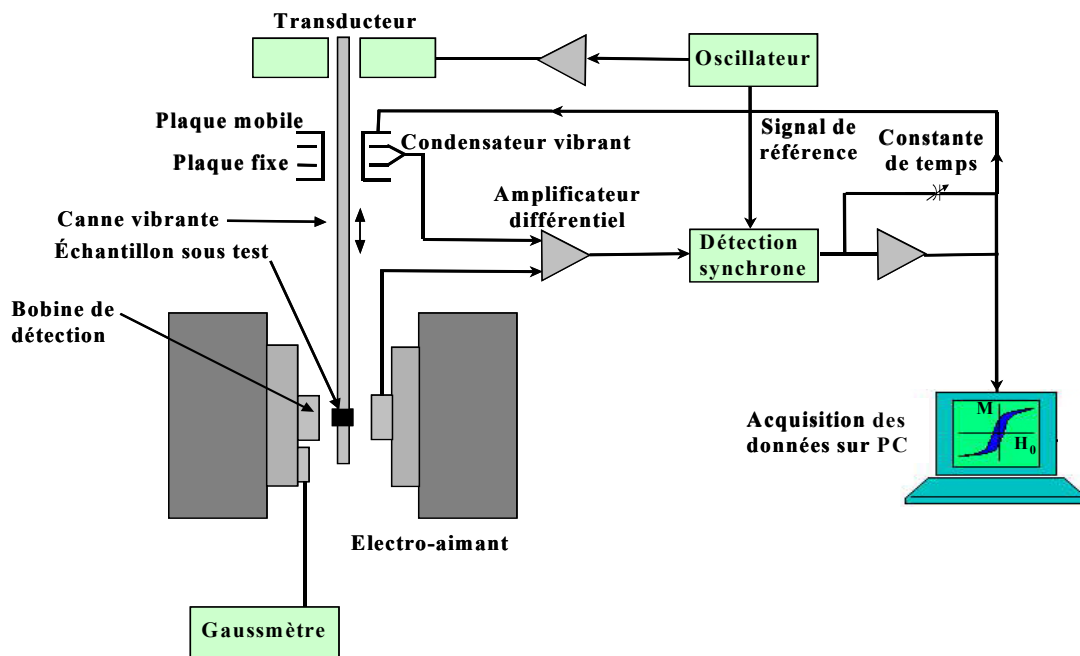 Transducteur
Oscillateur
Plaque mobile
Plaque fixe
Condensateur vibrant
Signal de
référence
Constante
de temps
Canne vibrante
Échantillon sous test
Amplificateur
différentiel
Détection
synchrone
Bobine de
détection
Acquisition des
données sur PC
M
H0
Electro-aimant
Gaussmètre